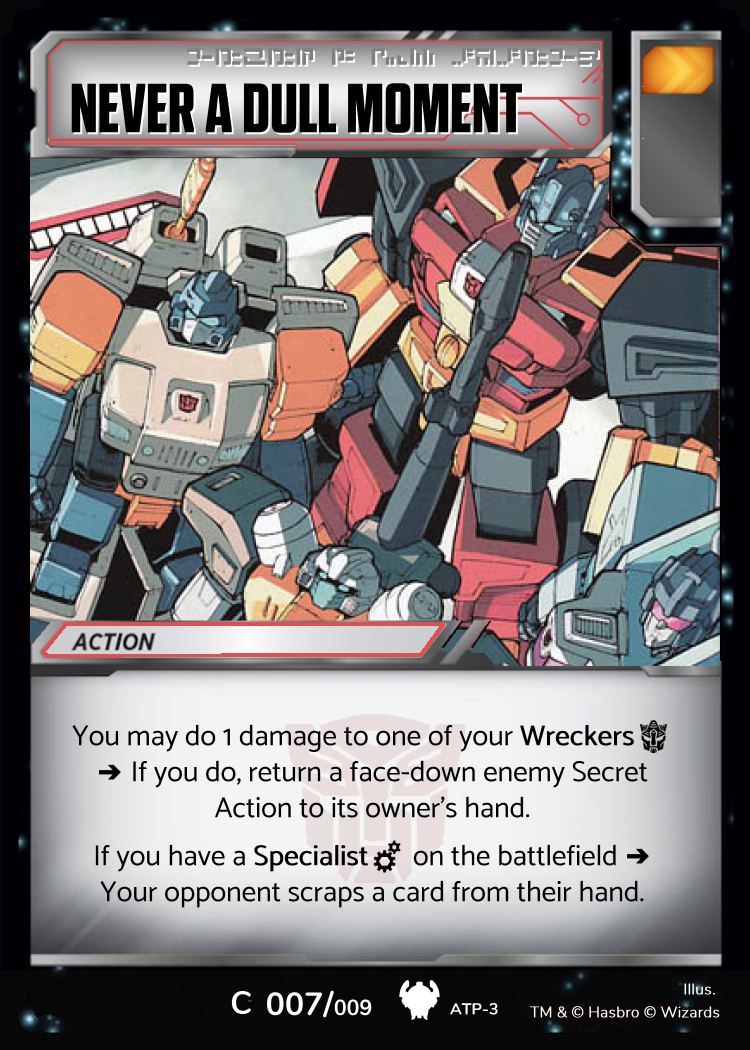 NEVER A DULL MOMENT
ACTION
You may do 1 damage to one of your Wreckers
➔ If you do, return a face-down enemy Secret
Action to its owner's hand.
If you have a Specialist on the battlefield ➔
Your opponent scraps a card from their hand.
C 007/009 ATP-3
Illus.
TM & © Hasbro © Wizards